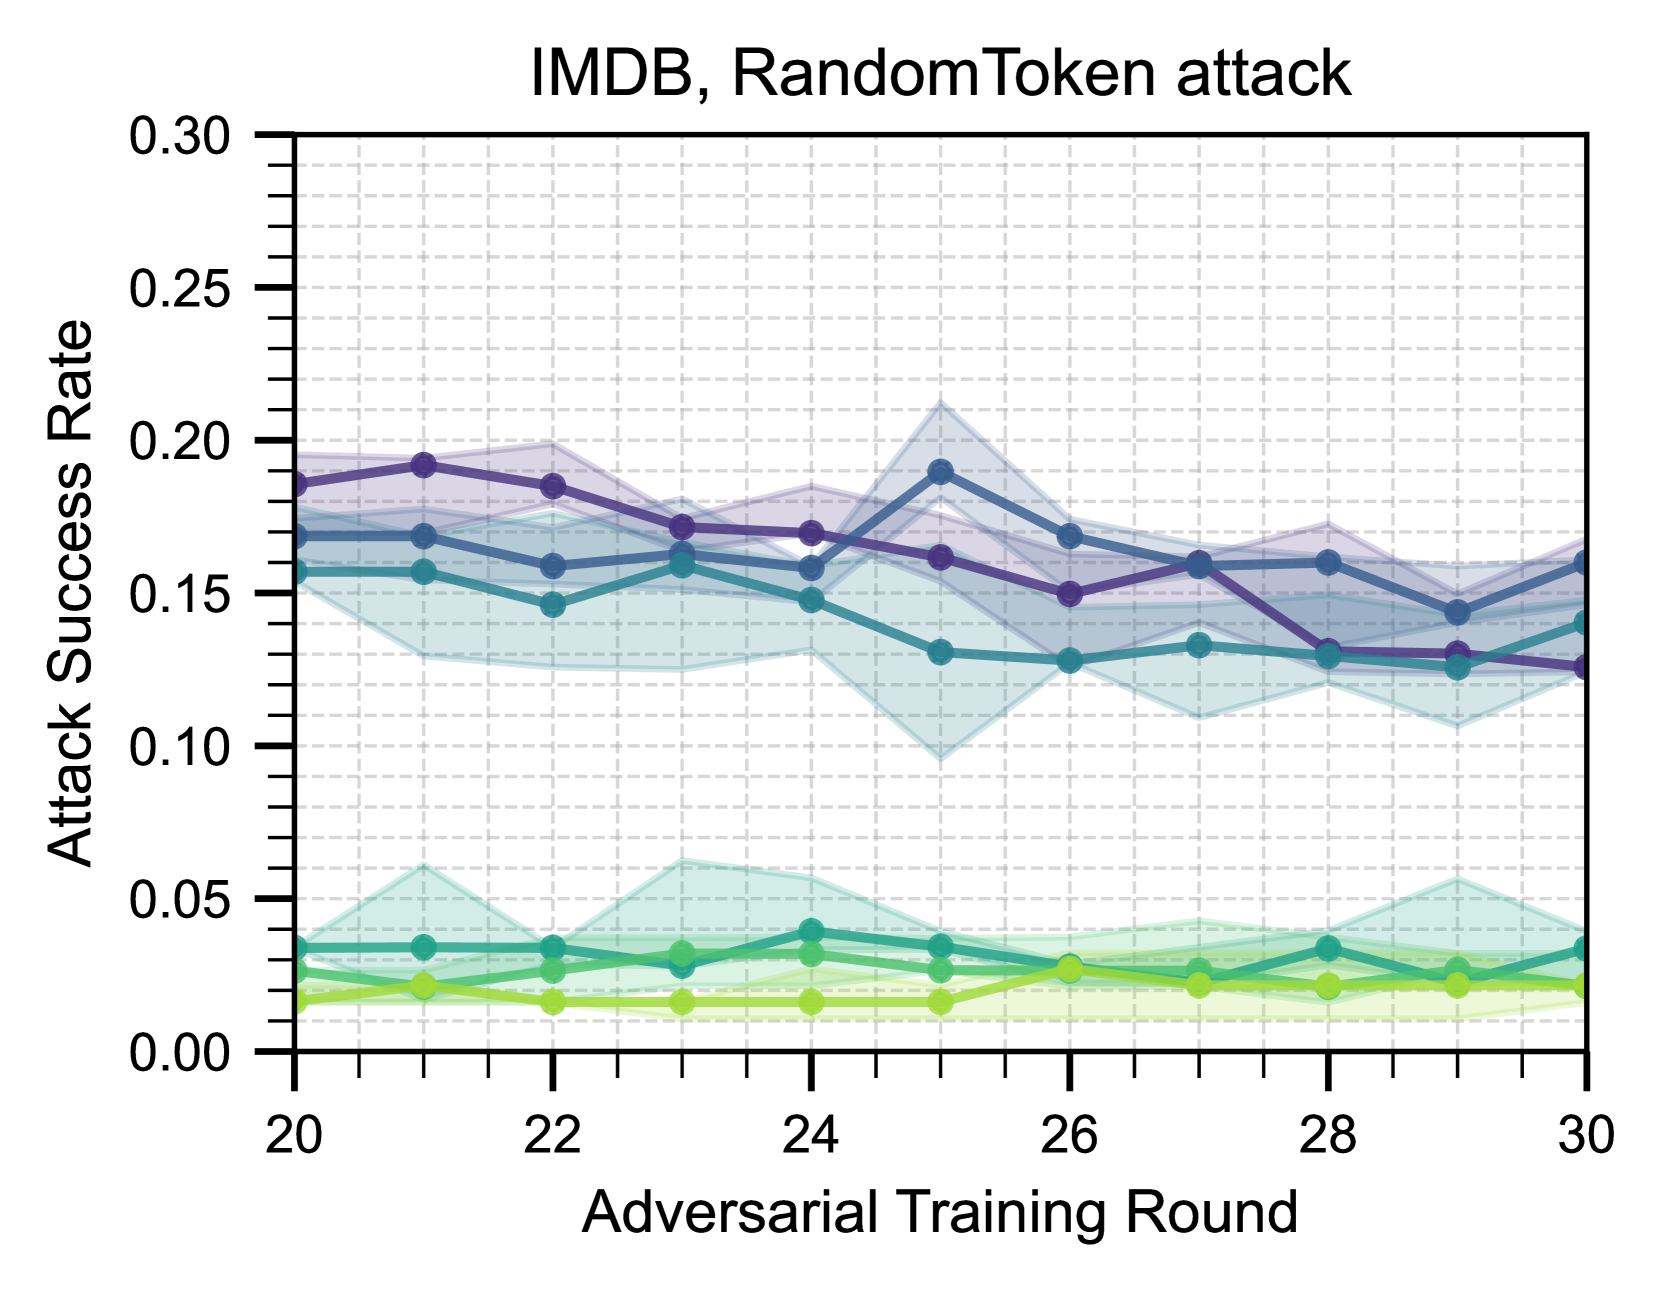 IMDB, RandomToken attack
0.30
0.25
0.20
0.15
0.10
0.05
0.00
Attack Success Rate
20 22 24 26 28 30
Adversarial Training Round